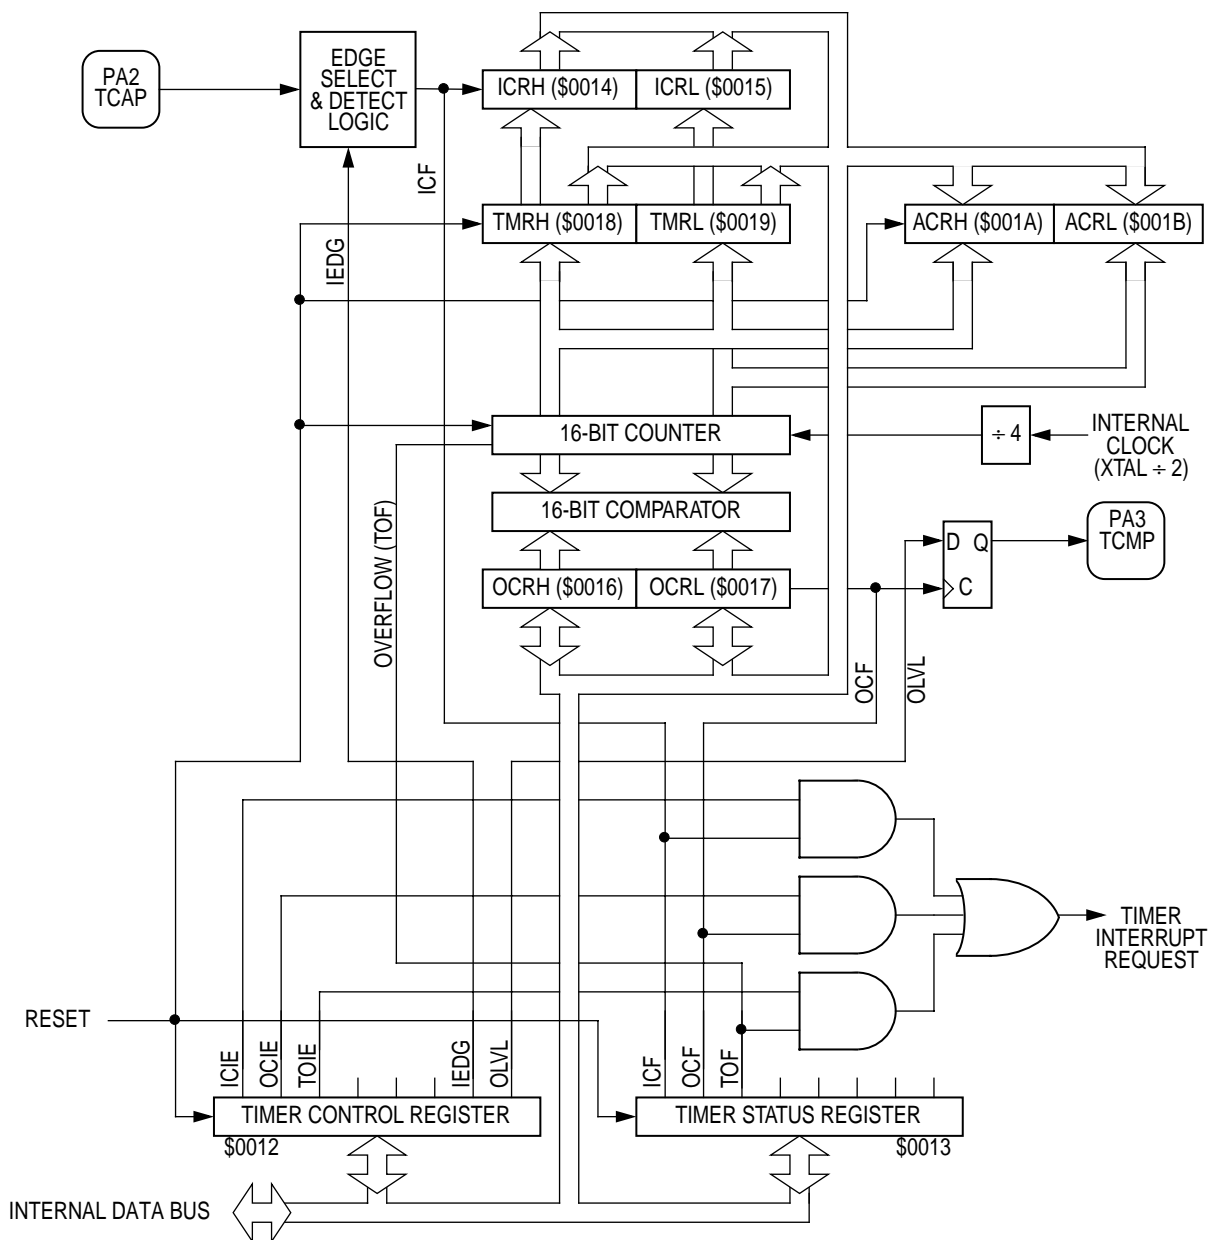 PA2
TCAP
EDGE
SELECT
& DETECT
LOGIC
ICRH ($0014)
ICRL ($0015)
ICF
IEDG
TMRH ($0018)
TMRL ($0019)
ACRH ($001A)
ACRL ($001B)
16-BIT COUNTER
÷ 4
INTERNAL
CLOCK
(XTAL ÷ 2)
OVERFLOW (TOF)
16-BIT COMPARATOR
D Q
C
PA3
TCMP
OCRH ($0016)
OCRL ($0017)
OCF
OLVL
TIMER
INTERRUPT
REQUEST
RESET
ICIE
OCIE
TOIE
IEDG
OLVL
ICF
OCF
TOF
TIMER CONTROL REGISTER
$0012
TIMER STATUS REGISTER
$0013
INTERNAL DATA BUS